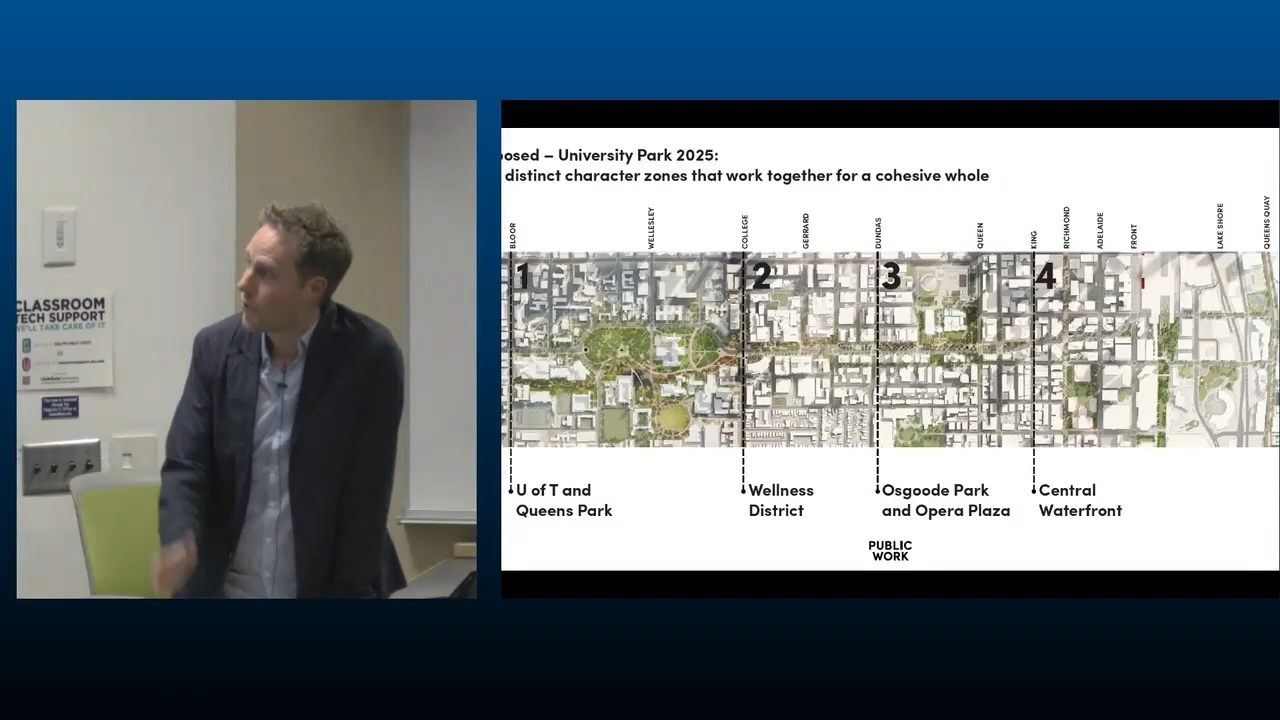 CLASSROOM
TECH SUPPORT
WE'LL TAKE CARE OF IT
posed – University Park 2025:
distinct character zones that work together for a cohesive whole
BLOOR
WELLESLEY
COLLEGE
GERRARD
DUNDAS
QUEEN
KING
RICHMOND
ADELAIDE
FRONT
LAKE SHORE
QUEENS QUAY
1
2
3
4
U of T and
Queens Park
Wellness
District
Osgoode Park
and Opera Plaza
Central
Waterfront
PUBLIC
WORK